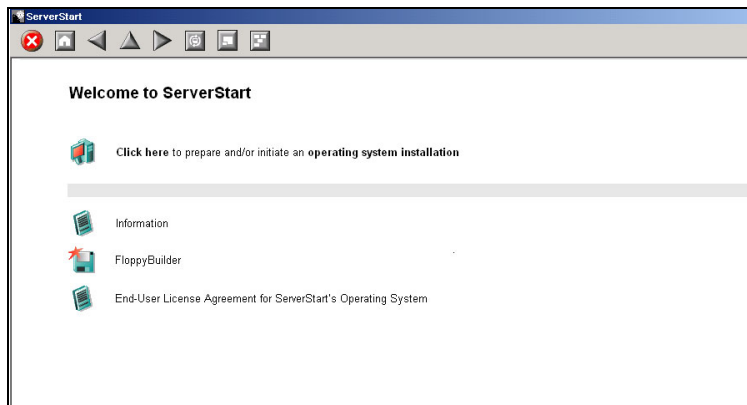 ServerStart
Welcome to ServerStart
Click here to prepare and/or initiate an operating system installation
Information
FloppyBuilder
End-User License Agreement for ServerStart's Operating System